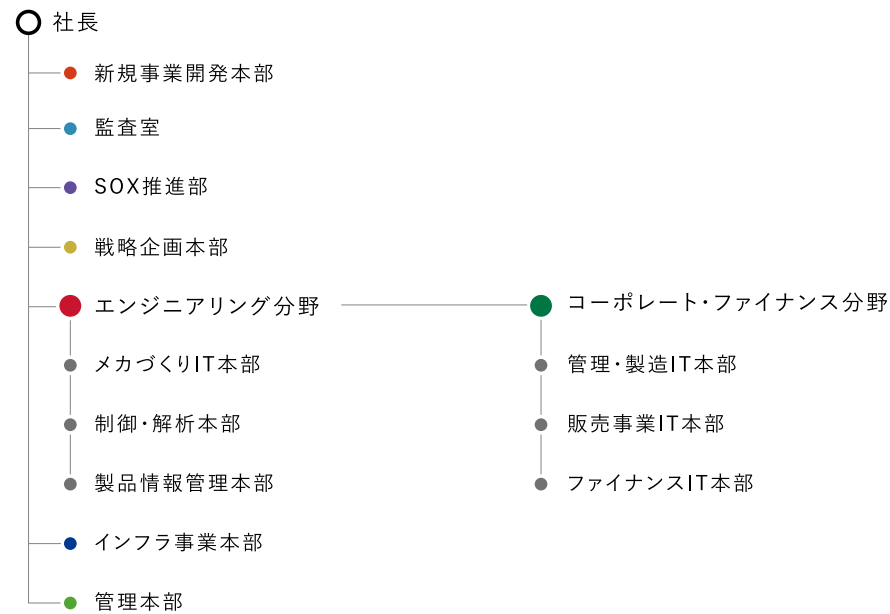 社長
新規事業開発本部
監査室
SOX推進部
戦略企画本部
エンジニアリング分野
コーポレート・ファイナンス分野
メカづくりIT本部
管理・製造IT本部
制御・解析本部
販売事業IT本部
製品情報管理本部
ファイナンスIT本部
インフラ事業本部
管理本部